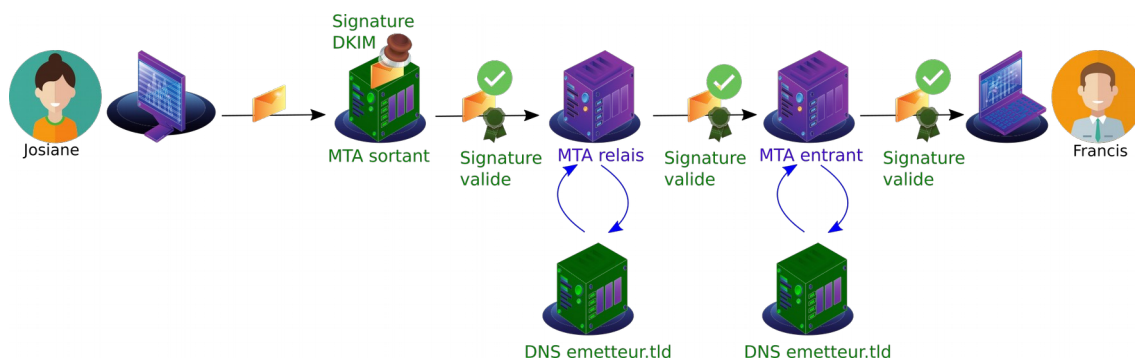 Signature
DKIM
Josiane
MTA sortant
Signature
valide
MTA relais
Signature
valide
MTA entrant
Signature
valide
Francis
DNS emetteur.tld
DNS emetteur.tld